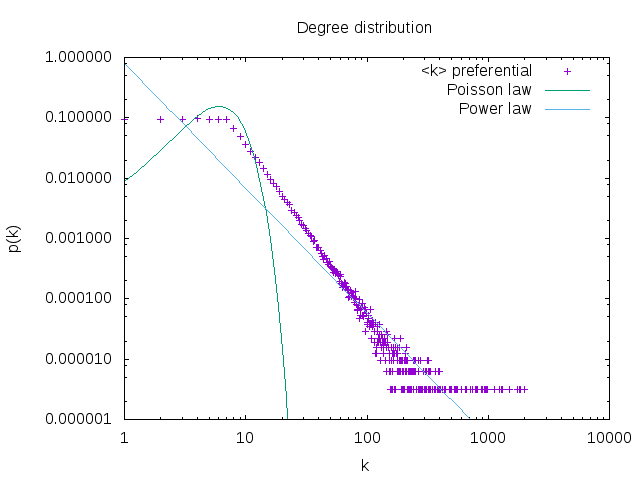 Degree distribution
<k> preferential
Poisson law
Power law
1.000000
0.100000
0.010000
0.001000
0.000100
0.000010
0.000001
p(k)
1
10
100
1000
10000
k